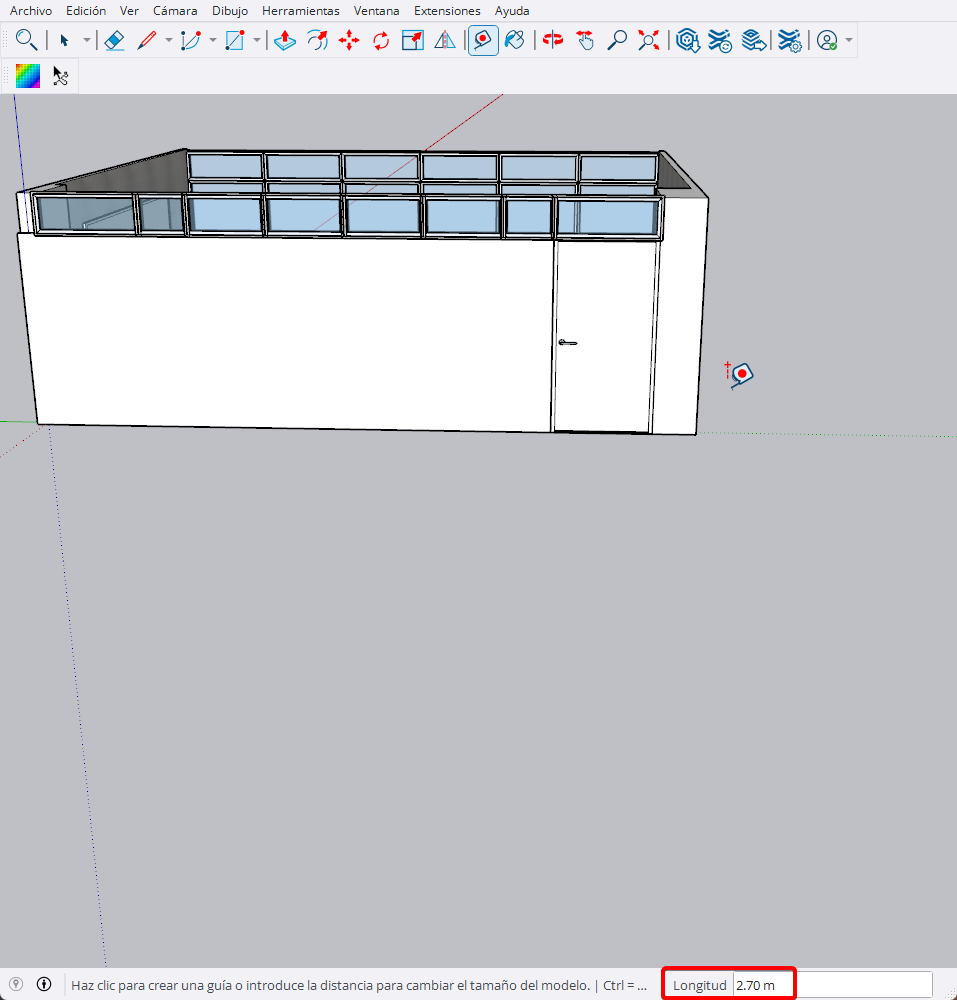 Archivo Edición Ver Cámara Dibujo Herramientas Ventana Extensiones Ayuda
Haz clic para crear una guía o introduce la distancia para cambiar el tamaño del modelo. | Ctrl = ... Longitud 2.70 m